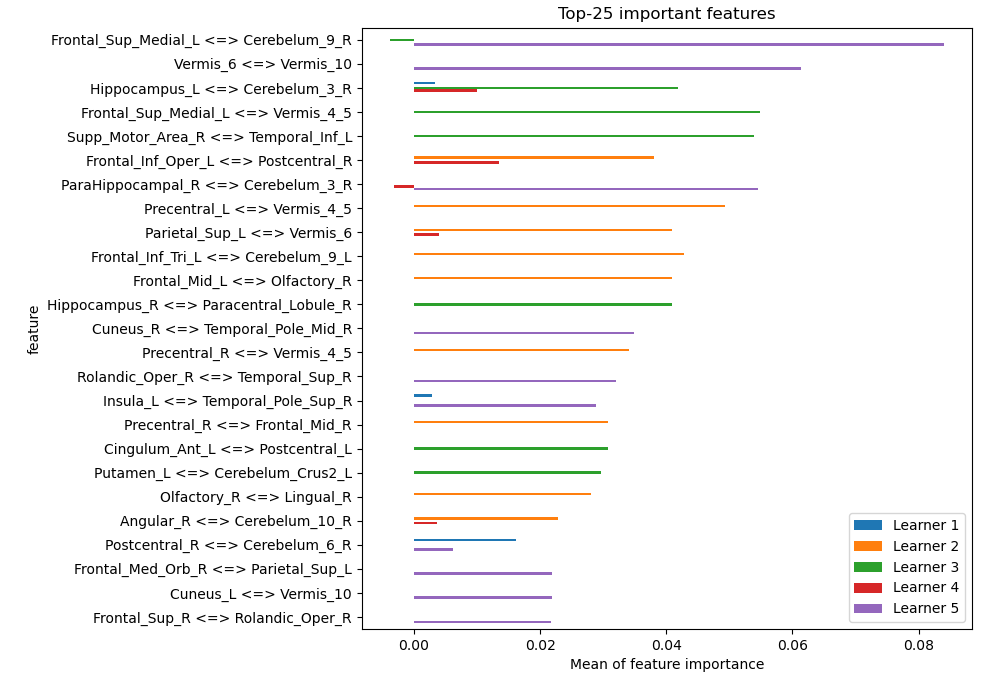 Top-25 important features
Frontal_Sup_Medial_L <=> Cerebelum_9_R
Vermis_6 <=> Vermis_10
Hippocampus_L <=> Cerebelum_3_R
Frontal_Sup_Medial_L <=> Vermis_4_5
Supp_Motor_Area_R <=> Temporal_Inf_L
Frontal_Inf_Oper_L <=> Postcentral_R
ParaHippocampal_R <=> Cerebelum_3_R
Precentral_L <=> Vermis_4_5
Parietal_Sup_L <=> Vermis_6
Frontal_Inf_Tri_L <=> Cerebelum_9_L
Frontal_Mid_L <=> Olfactory_R
Hippocampus_R <=> Paracentral_Lobule_R
Cuneus_R <=> Temporal_Pole_Mid_R
Precentral_R <=> Vermis_4_5
Rolandic_Oper_R <=> Temporal_Sup_R
Insula_L <=> Temporal_Pole_Sup_R
Precentral_R <=> Frontal_Mid_R
Cingulum_Ant_L <=> Postcentral_L
Putamen_L <=> Cerebelum_Crus2_L
Olfactory_R <=> Lingual_R
Angular_R <=> Cerebelum_10_R
Postcentral_R <=> Cerebelum_6_R
Frontal_Med_Orb_R <=> Parietal_Sup_L
Cuneus_L <=> Vermis_10
Frontal_Sup_R <=> Rolandic_Oper_R
feature
Learner 1
Learner 2
Learner 3
Learner 4
Learner 5
0.00 0.02 0.04 0.06 0.08
Mean of feature importance